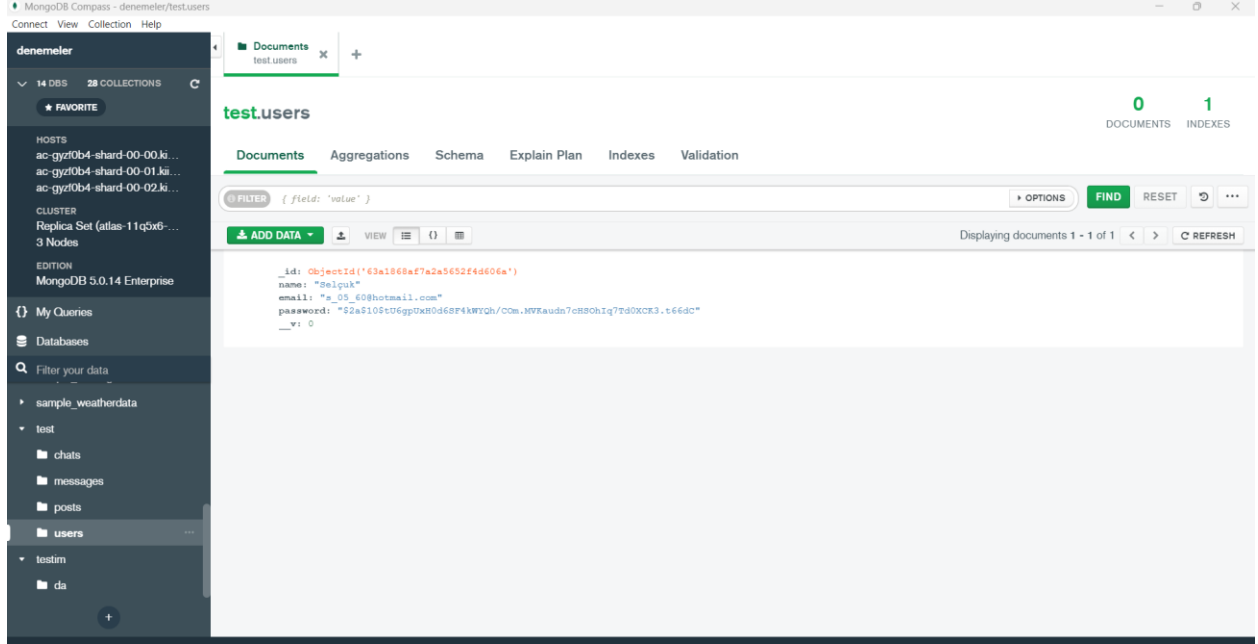 MongoDB Compass - denemeler/test.users
Connect View Collection Help
denemeler
14 DBS 28 COLLECTIONS
★ FAVORITE
HOSTS
ac-gyzf0b4-shard-00-00.ki...
ac-gyzf0b4-shard-00-01.kii...
ac-gyzf0b4-shard-00-02.ki...
CLUSTER
Replica Set (atlas-11q5x6-...
3 Nodes
EDITION
MongoDB 5.0.14 Enterprise
{} My Queries
Databases
Filter your data
sample_weatherdata
test
chats
messages
posts
users
testim
da
+
Documents
test.users
+
test.users
0
DOCUMENTS
1
INDEXES
Documents Aggregations Schema Explain Plan Indexes Validation
FILTER { field: 'value' }
OPTIONS
FIND
RESET
ADD DATA
VIEW
{}
Displaying documents 1 - 1 of 1 < >
REFRESH
_id: ObjectId('63a1868af7a2a5652f4d606a')
name: "Selçuk"
email: "s_05_60@hotmail.com"
password: "$2a$10$tU6gpUxH0d6SF4kWYQh/COm.MVKaudn7cHSOhIq7Td0XCK3.t66dC"
__v: 0